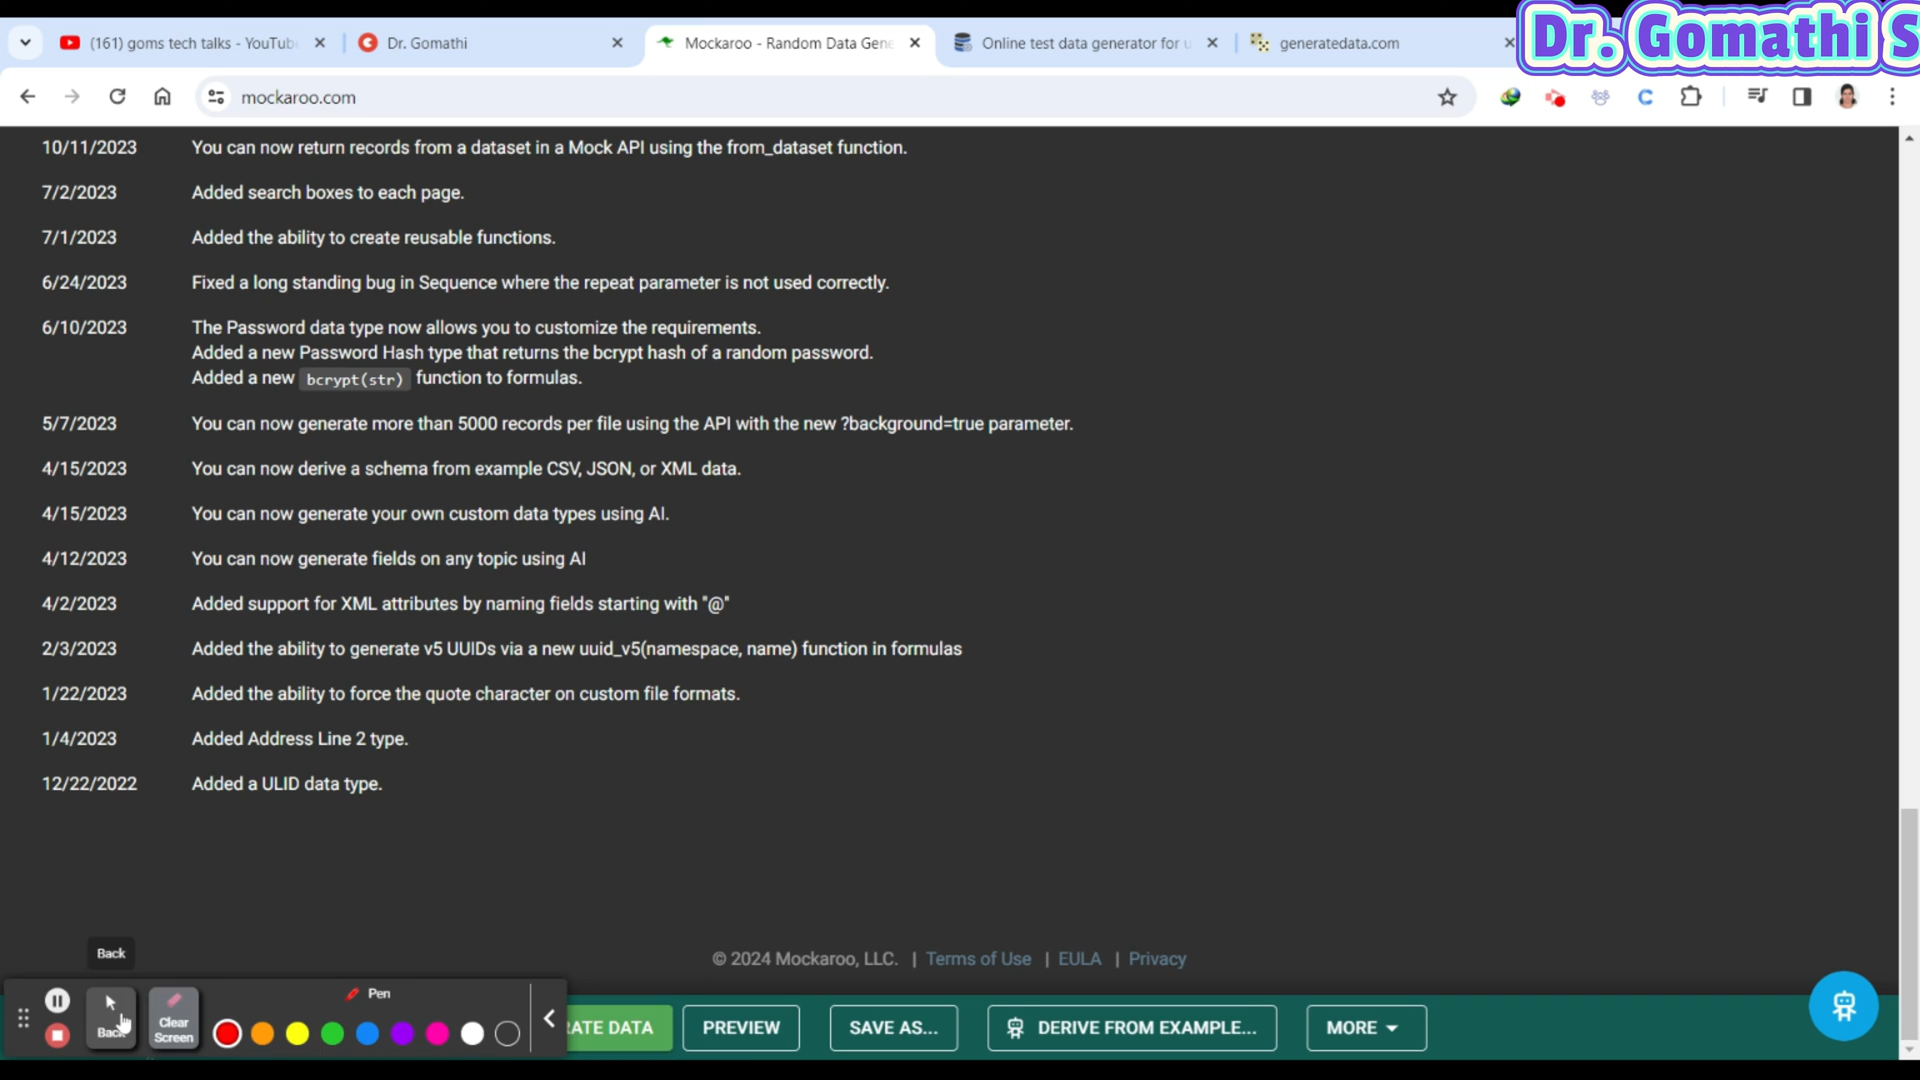 Dr. Gomathi S
(161) goms tech talks - YouTub
Dr. Gomathi
Mockaroo - Random Data Gene
Online test data generator for u
generatedata.com
mockaroo.com
10/11/2023 You can now return records from a dataset in a Mock API using the from_dataset function.
7/2/2023 Added search boxes to each page.
7/1/2023 Added the ability to create reusable functions.
6/24/2023 Fixed a long standing bug in Sequence where the repeat parameter is not used correctly.
6/10/2023 The Password data type now allows you to customize the requirements.
Added a new Password Hash type that returns the bcrypt hash of a random password.
Added a new bcrypt(str) function to formulas.
5/7/2023 You can now generate more than 5000 records per file using the API with the new ?background=true parameter.
4/15/2023 You can now derive a schema from example CSV, JSON, or XML data.
4/15/2023 You can now generate your own custom data types using AI.
4/12/2023 You can now generate fields on any topic using AI
4/2/2023 Added support for XML attributes by naming fields starting with "@"
2/3/2023 Added the ability to generate v5 UUIDs via a new uuid_v5(namespace, name) function in formulas
1/22/2023 Added the ability to force the quote character on custom file formats.
1/4/2023 Added Address Line 2 type.
12/22/2022 Added a ULID data type.
Back
© 2024 Mockaroo, LLC. | Terms of Use | EULA | Privacy
Pen
Back
Clear
Screen
RATE DATA
PREVIEW
SAVE AS...
DERIVE FROM EXAMPLE...
MORE